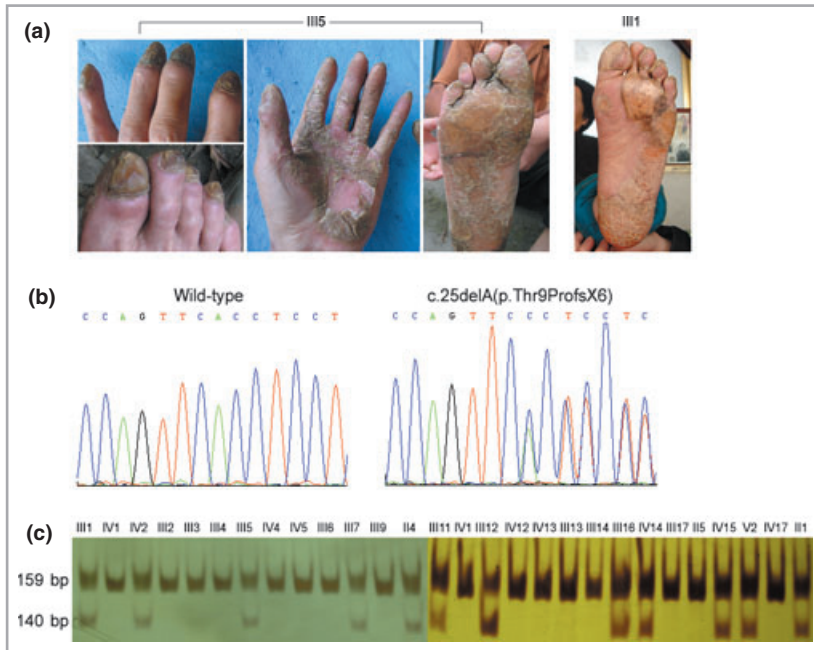 (a)
III5
III1
(b)
Wild-type
c.25delA(p.Thr9ProfsX6)
C C A G T T C A C C T C C T
C C A G T T C C C T C C T C
(c)
III1 IV1 IV2 III2 III3 III4 III5 IV4 IV5 III6 III7 III9 II4 III11 IV1 III12 IV12 IV13 III13 III14 III16 IV14 III17 II5 IV15 V2 IV17 II1
159 bp
140 bp